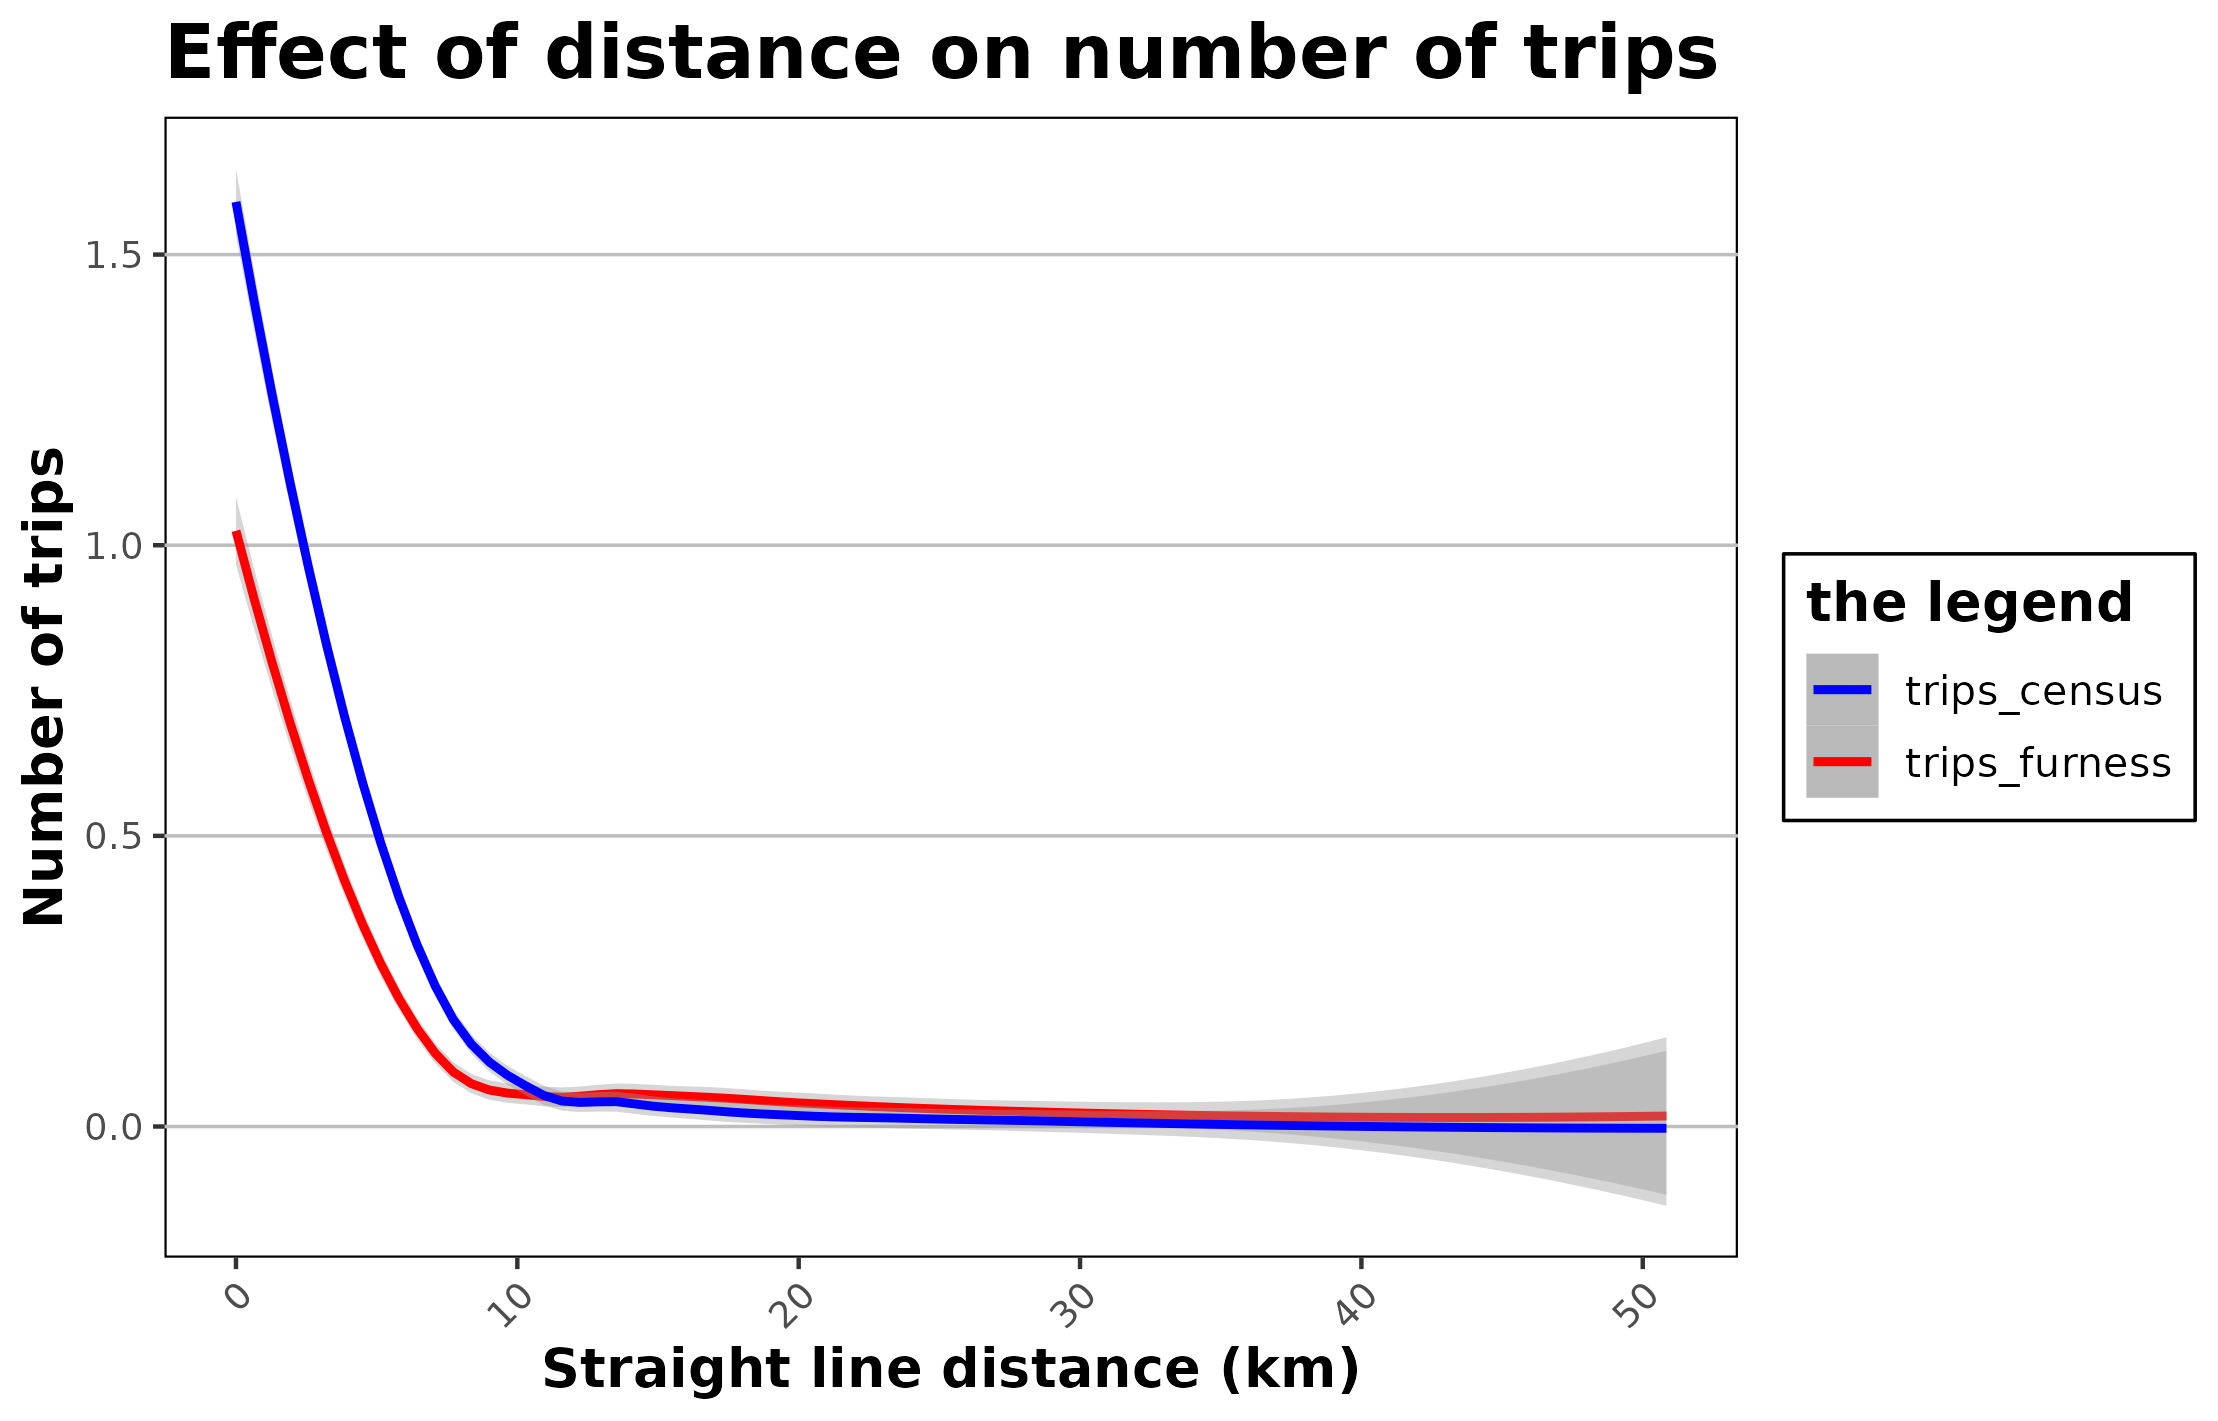 Effect of distance on number of trips
Number of trips
1.5
1.0
0.5
0.0
0
10
20
30
40
50
Straight line distance (km)
the legend
trips_census
trips_furness